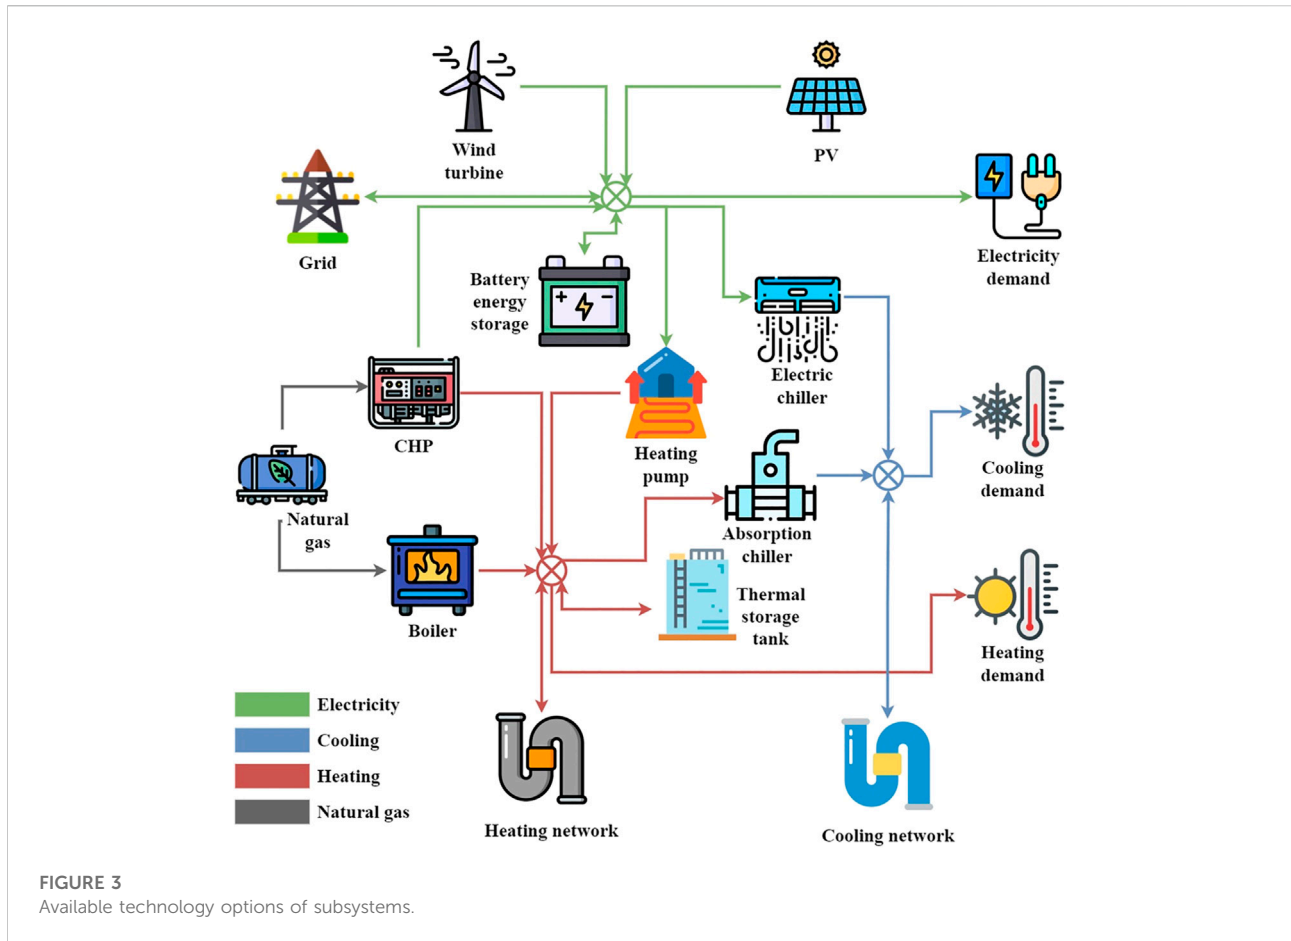 Wind
turbine
PV
Grid
Electricity
demand
Battery
energy
storage
Electric
chiller
CHP
Heating
pump
Cooling
demand
Natural
gas
Absorption
chiller
Boiler
Thermal
storage
tank
Heating
demand
Electricity
Cooling
Heating
Natural gas
Heating network
Cooling network
FIGURE 3
Available technology options of subsystems.